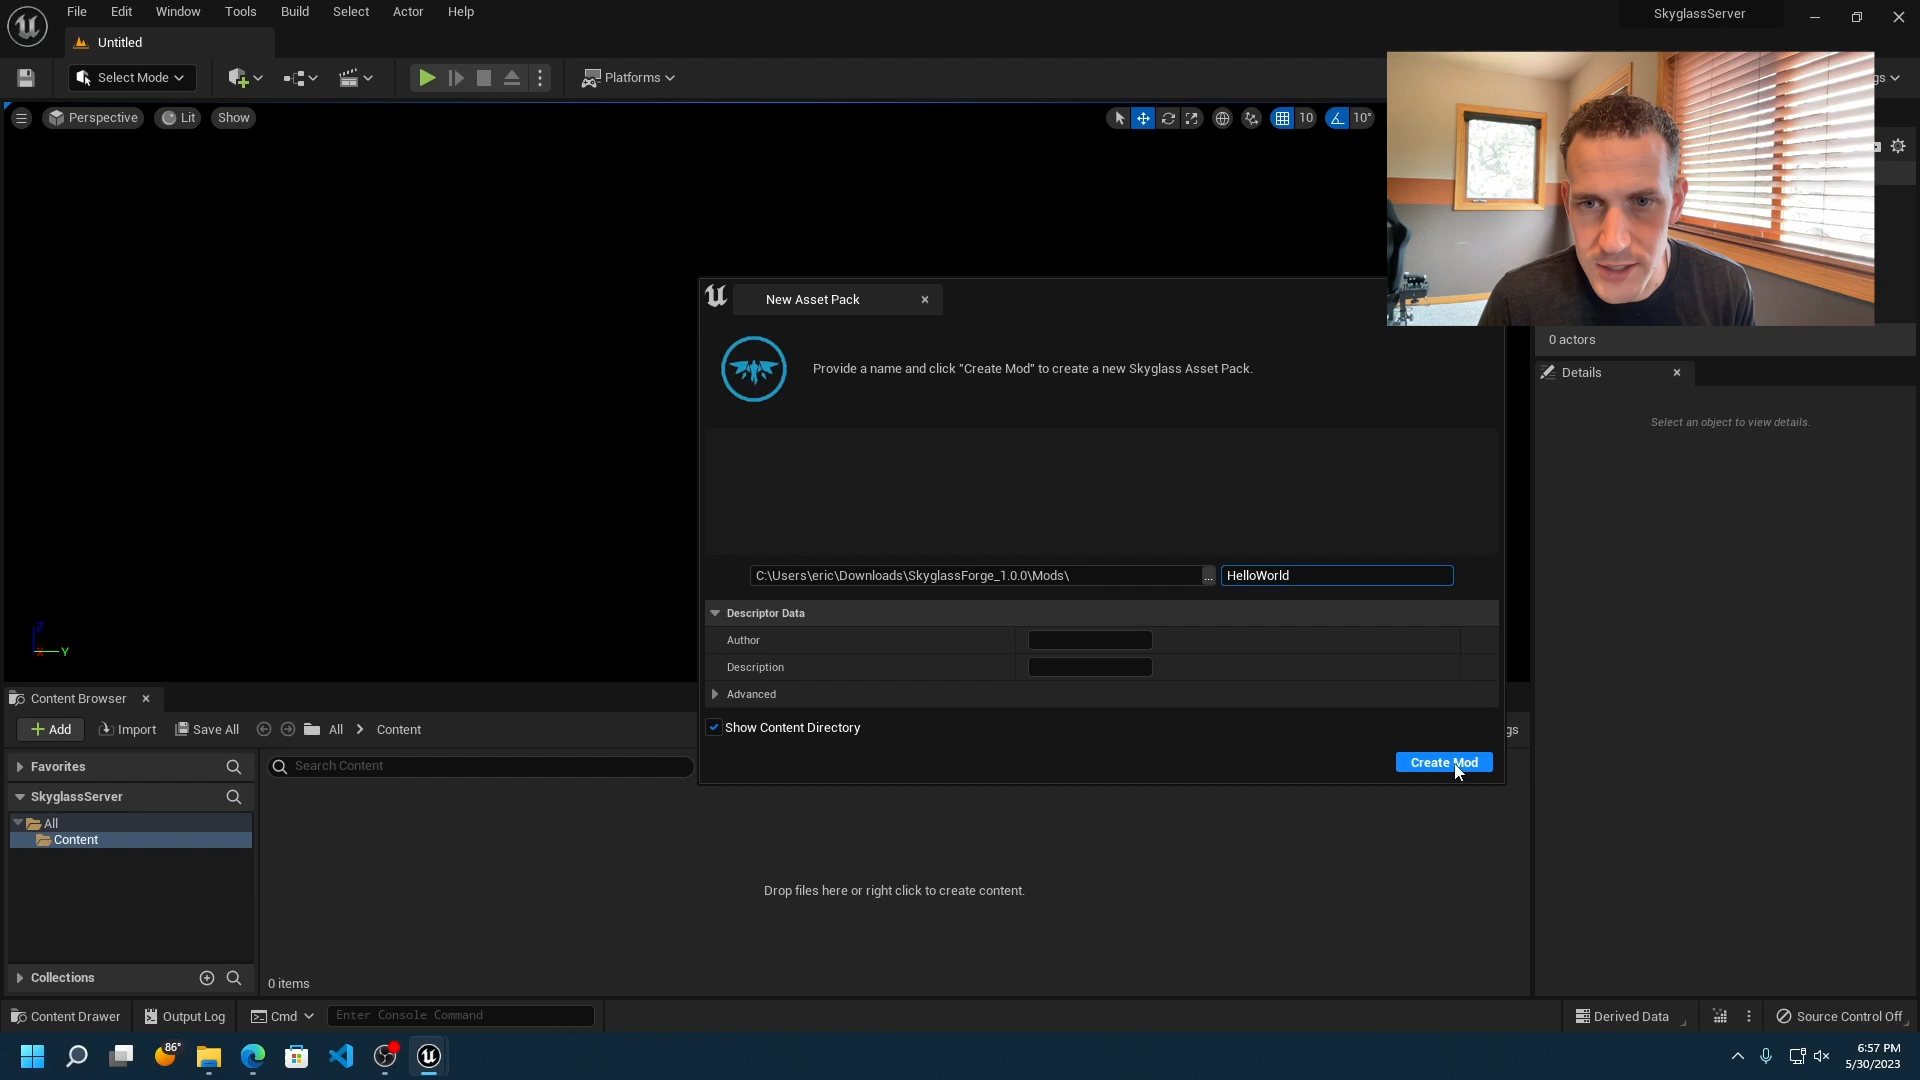 File Edit Window Tools Build Select Actor Help
SkyglassServer
Untitled
Select Mode
Platforms
gs
Perspective Lit Show
10 10°
New Asset Pack
Provide a name and click "Create Mod" to create a new Skyglass Asset Pack.
0 actors
Details
Select an object to view details.
C:\Users\eric\Downloads\SkyglassForge_1.0.0\Mods\ ... HelloWorld
Descriptor Data
Author
Description
Advanced
Show Content Directory
Create Mod
Z
X Y
Content Browser
Add Import Save All All Content
gs
Favorites
Search Content
SkyglassServer
All
Content
Drop files here or right click to create content.
Collections
0 items
Content Drawer Output Log Cmd Enter Console Command Derived Data Source Control Off
86°
6:57 PM
5/30/2023